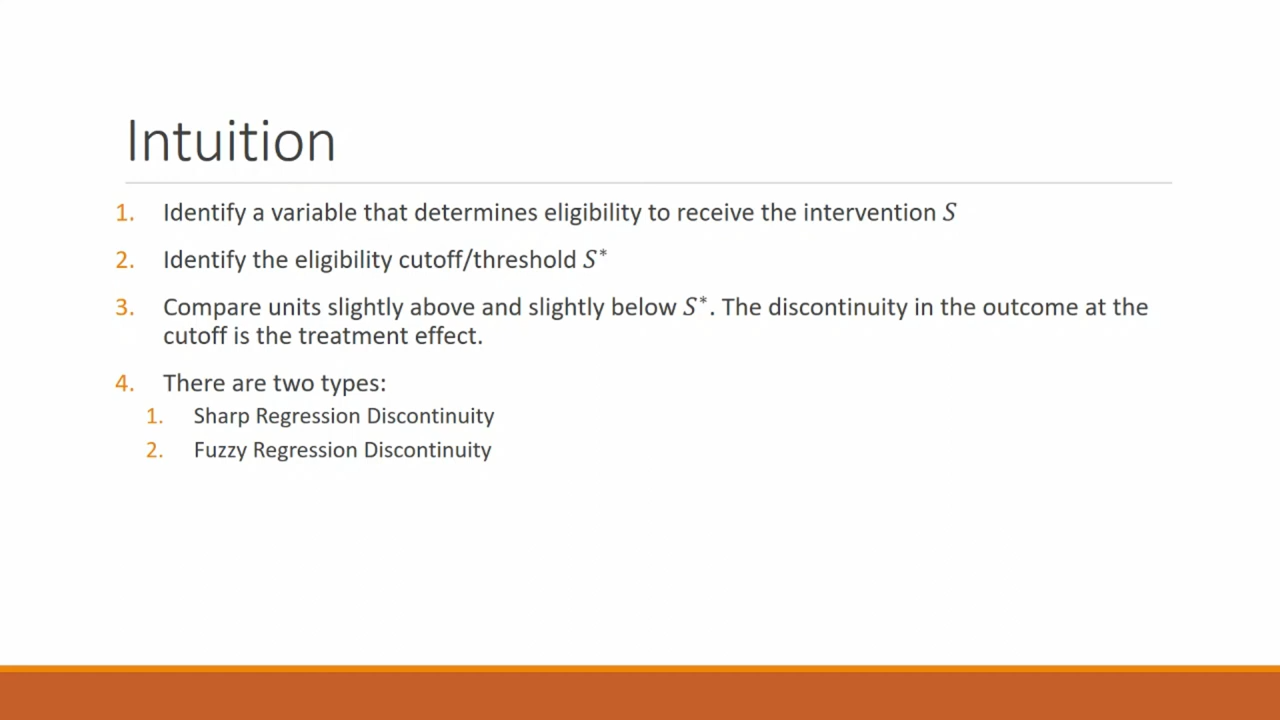 Intuition
1. Identify a variable that determines eligibility to receive the intervention S
2. Identify the eligibility cutoff/threshold S*
3. Compare units slightly above and slightly below S*. The discontinuity in the outcome at the
cutoff is the treatment effect.
4. There are two types:
1. Sharp Regression Discontinuity
2. Fuzzy Regression Discontinuity